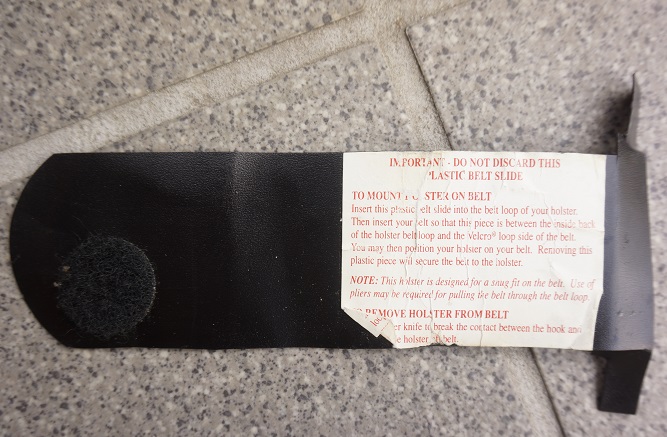 IMPORTANT - DO NOT DISCARD THIS
PLASTIC BELT SLIDE
TO MOUNT HOLSTER ON BELT
Insert this plastic belt slide into the belt loop of your holster.
Then insert your belt so that this piece is between the inside back
of the holster belt loop and the Velcro® loop side of the belt.
You may then position your holster on your belt. Removing this
plastic piece will secure the belt to the holster.
NOTE: This holster is designed for a snug fit on the belt. Use of
pliers may be required for pulling the belt through the belt loop.
TO REMOVE HOLSTER FROM BELT
knife to break the contact between the hook and
holster belt.